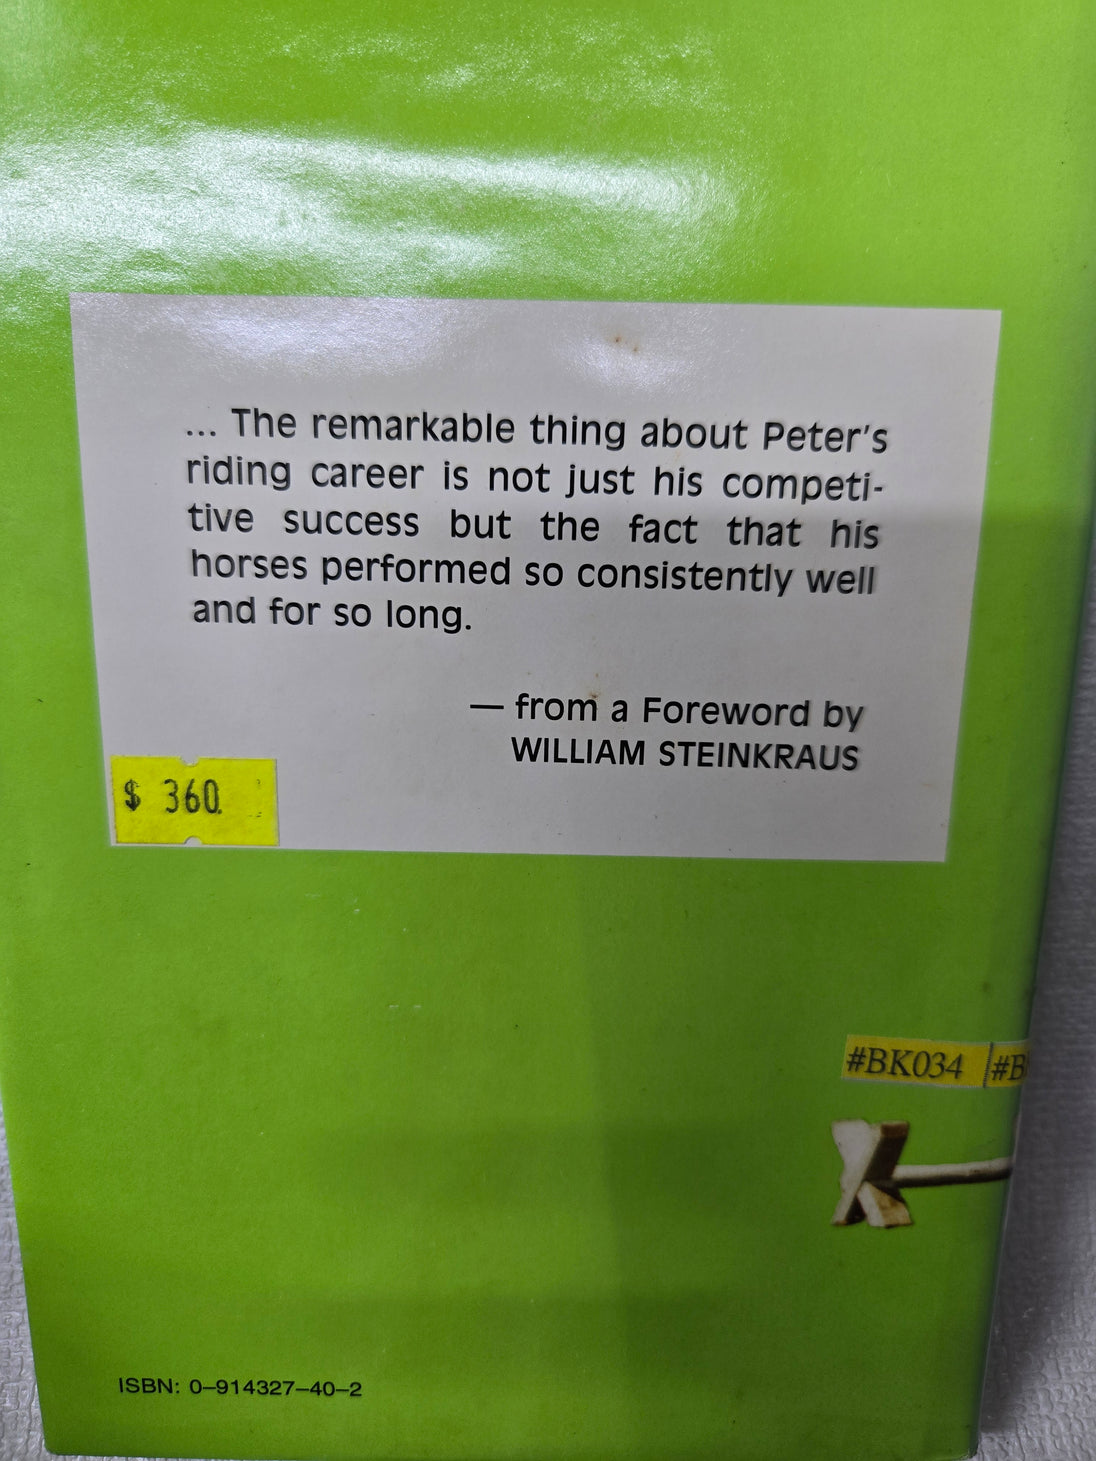 ... The remarkable thing about Peter's
riding career is not just his competi-
tive success but the fact that his
horses performed so consistently well
and for so long.
— from a Foreword by
WILLIAM STEINKRAUS
$ 360.
#BK034 #B
ISBN: 0-914327-40-2